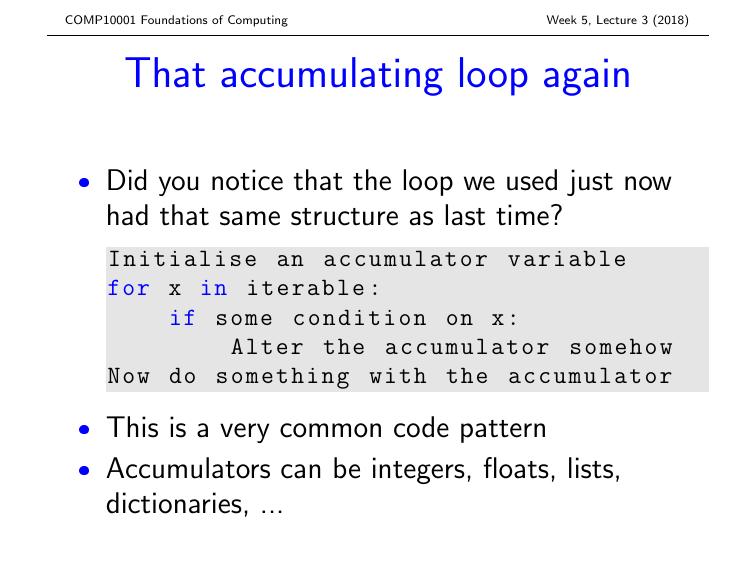 COMP10001 Foundations of Computing Week 5, Lecture 3 (2018)
That accumulating loop again
• Did you notice that the loop we used just now
had that same structure as last time?
Initialise an accumulator variable
for x in iterable:
    if some condition on x:
        Alter the accumulator somehow
Now do something with the accumulator
• This is a very common code pattern
• Accumulators can be integers, floats, lists,
dictionaries, ...